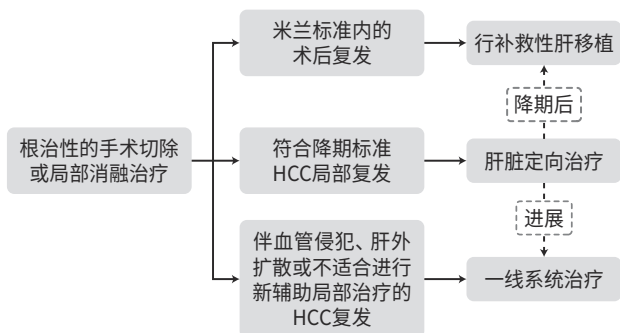 米兰标准内的
术后复发
行补救性肝移植
降期后
根治性的手术切除
或局部消融治疗
符合降期标准
HCC局部复发
肝脏定向治疗
进展
伴血管侵犯、肝外
扩散或不适合进行
新辅助局部治疗的
HCC复发
一线系统治疗